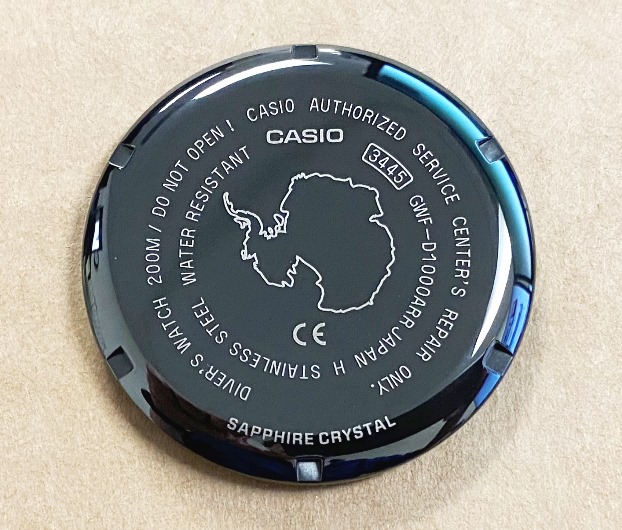 DIVER'S WATCH 200M / DO NOT OPEN! CASIO AUTHORIZED SERVICE CENTER'S REPAIR ONLY.
CASIO
3445
GWF-D1000ARR JAPAN H STAINLESS STEEL WATER RESISTANT
CE
SAPPHIRE CRYSTAL